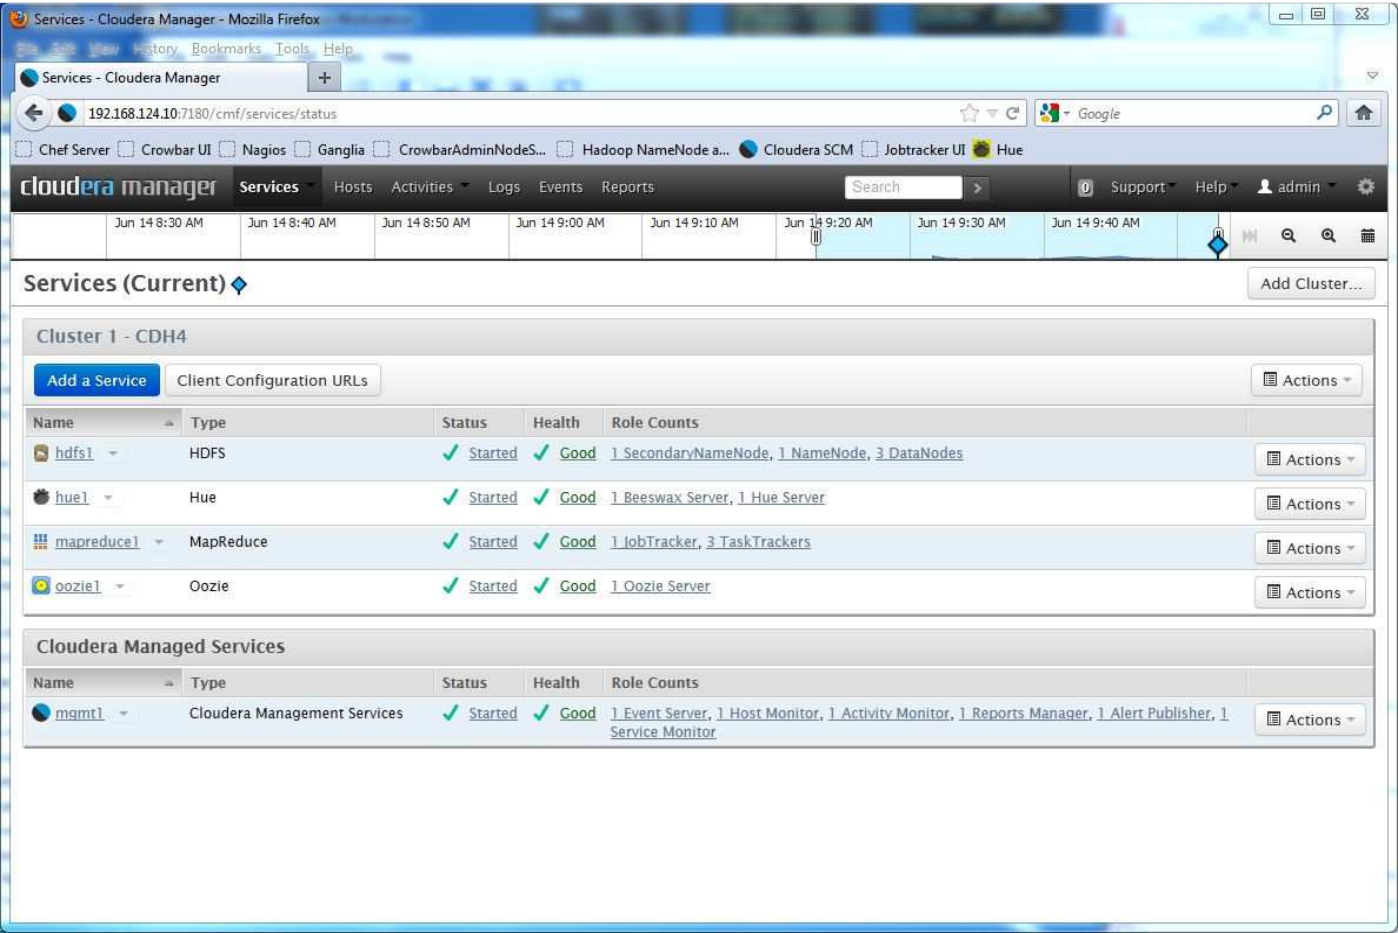 Services - Cloudera Manager - Mozilla Firefox
File Edit View History Bookmarks Tools Help
Services - Cloudera Manager
192.168.124.10:7180/cmf/services/status
Google
Chef Server Crowbar UI Nagios Ganglia CrowbarAdminNodeS... Hadoop NameNode a... Cloudera SCM Jobtracker UI Hue
cloudera manager Services Hosts Activities Logs Events Reports Search 0 Support Help admin
Jun 14 8:30 AM Jun 14 8:40 AM Jun 14 8:50 AM Jun 14 9:00 AM Jun 14 9:10 AM Jun 14 9:20 AM Jun 14 9:30 AM Jun 14 9:40 AM
Services (Current) Add Cluster...
Cluster 1 - CDH4
Add a Service Client Configuration URLs Actions
Name Type Status Health Role Counts
hdfs1 HDFS Started Good 1 SecondaryNameNode, 1 NameNode, 3 DataNodes Actions
hue1 Hue Started Good 1 Beeswax Server, 1 Hue Server Actions
mapreduce1 MapReduce Started Good 1 JobTracker, 3 TaskTrackers Actions
oozie1 Oozie Started Good 1 Oozie Server Actions
Cloudera Managed Services
Name Type Status Health Role Counts
mgmt1 Cloudera Management Services Started Good 1 Event Server, 1 Host Monitor, 1 Activity Monitor, 1 Reports Manager, 1 Alert Publisher, 1 Actions
Service Monitor